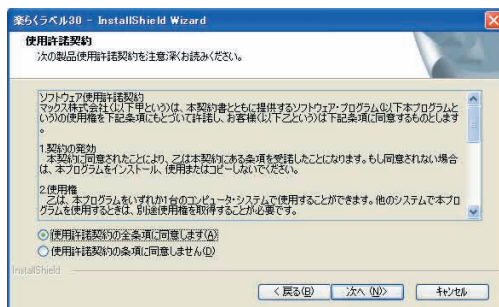 楽らくラベル30 - InstallShield Wizard
使用許諾契約
次の製品使用許諾契約を注意深くお読みください。
ソフトウェア使用許諾契約
マックス株式会社(以下甲という)は、本契約書とともに提供するソフトウェア・プログラム(以下本プログラムと
いう)の使用権を下記条項にもとづいて許諾し、お客様(以下乙という)は下記条項に同意するものとします
。
1.契約の発効
本契約に同意されたことにより、乙は本契約にある条項を受諾したことになります。もし同意されない場合
は、本プログラムをインストール、使用またはコピーしないでください。
2.使用権
乙は、本プログラムをいずれか1台のコンピュータ・システムで使用することができます。他のシステムで本プロ
グラムを使用するときは、別途使用権を取得することが必要です。
使用許諾契約の全条項に同意します(A)
使用許諾契約の条項に同意しません(D)
InstallShield
< 戻る(B)
次へ (N)>
キャンセル